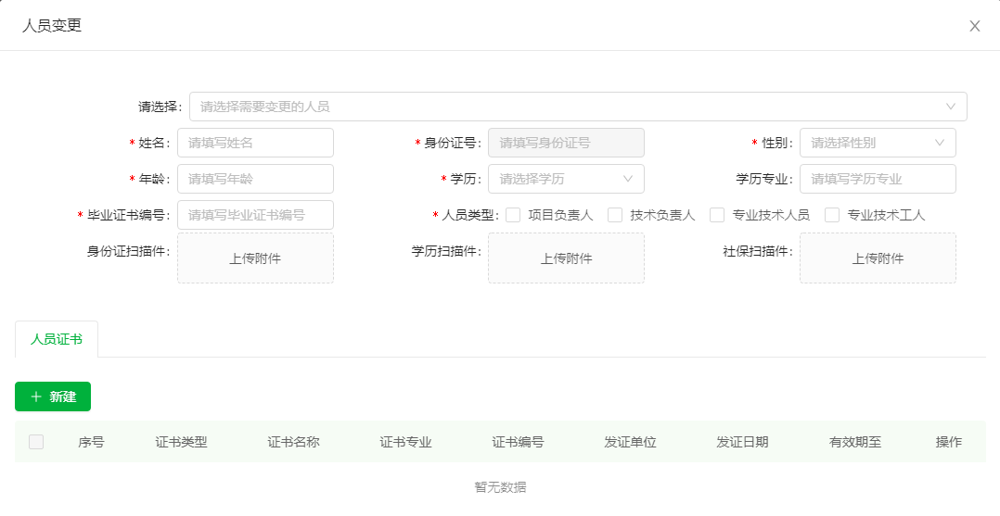 人员变更
请选择: 请选择需要变更的人员
* 姓名: 请填写姓名 * 身份证号: 请填写身份证号 * 性别: 请选择性别
* 年龄: 请填写年龄 * 学历: 请选择学历 学历专业: 请填写学历专业
* 毕业证书编号: 请填写毕业证书编号 * 人员类型: 项目负责人 技术负责人 专业技术人员 专业技术工人
身份证扫描件: 上传附件 学历扫描件: 上传附件 社保扫描件: 上传附件
人员证书
+ 新建
序号 证书类型 证书名称 证书专业 证书编号 发证单位 发证日期 有效期至 操作
暂无数据